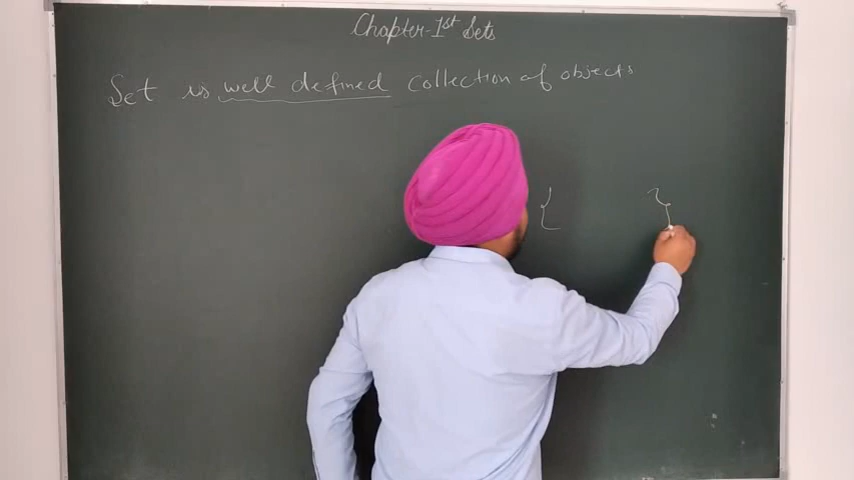 Chapter-1st Sets
Set is well defined collection of objects
{ }